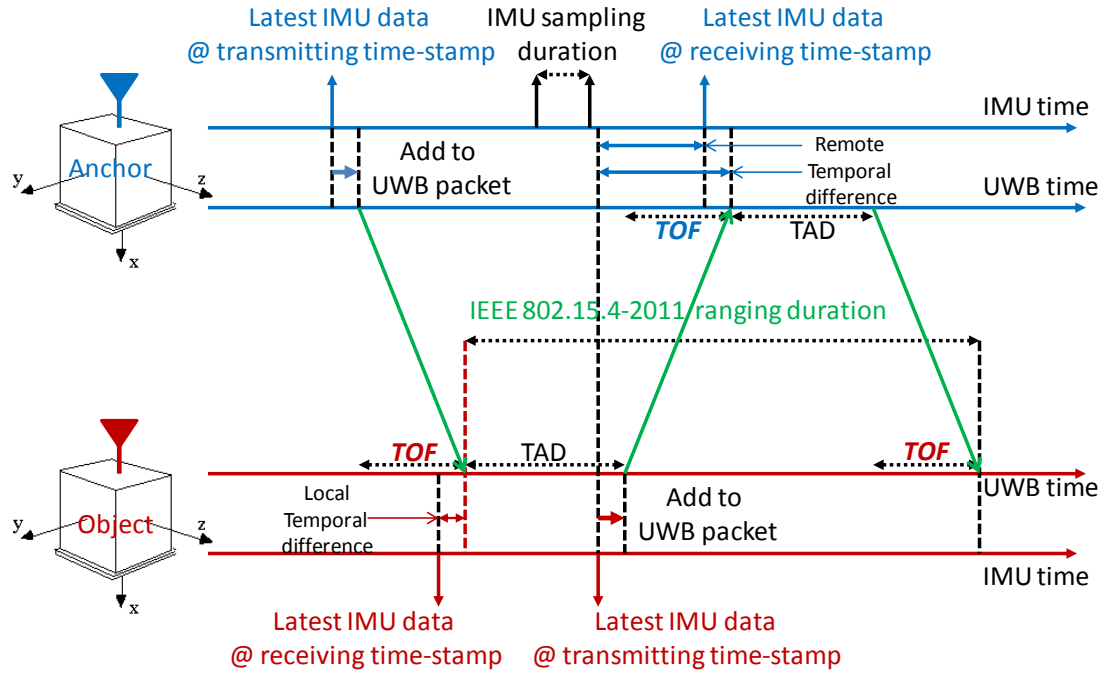 Latest IMU data
@ transmitting time-stamp
IMU sampling
duration
Latest IMU data
@ receiving time-stamp
IMU time
Anchor
y
z
x
Add to
UWB packet
Remote
Temporal
difference
UWB time
TOF
TAD
IEEE 802.15.4-2011 ranging duration
TOF
TAD
TOF
UWB time
Object
y
z
x
Local
Temporal
difference
Add to
UWB packet
IMU time
Latest IMU data
@ receiving time-stamp
Latest IMU data
@ transmitting time-stamp